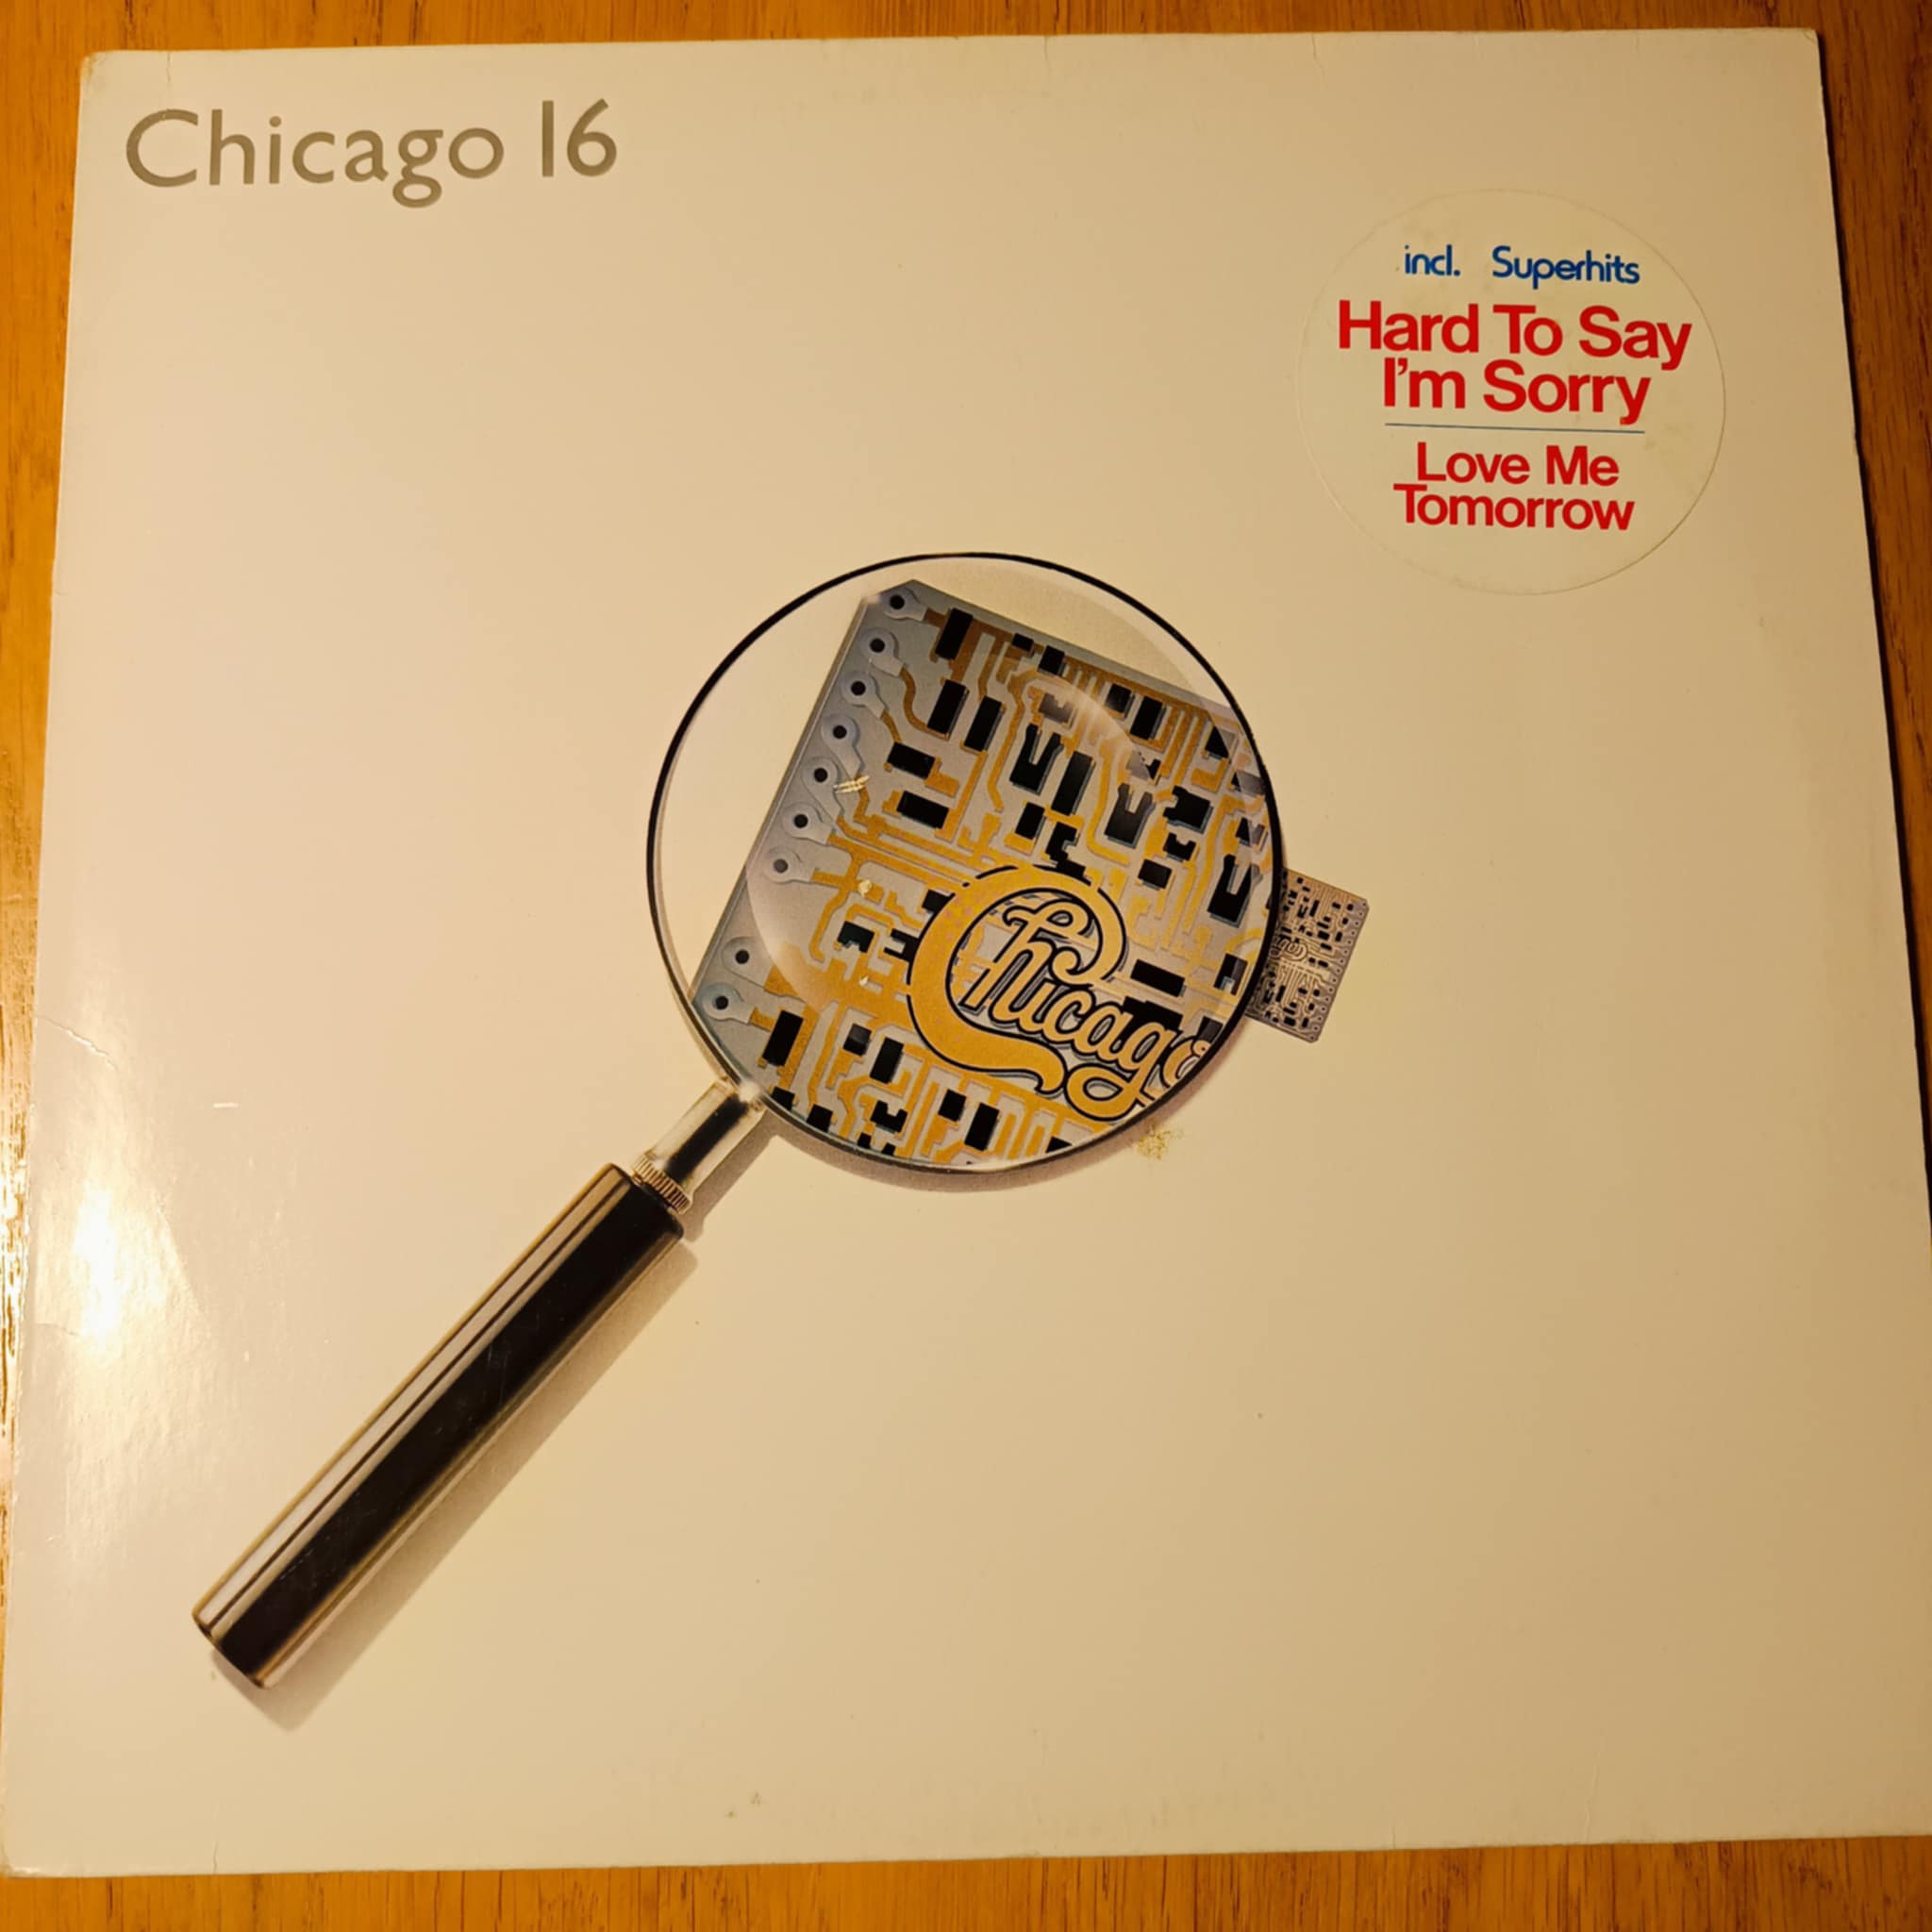 Chicago 16
incl. Superhits
Hard To Say
I'm Sorry
Love Me
Tomorrow
Chicago